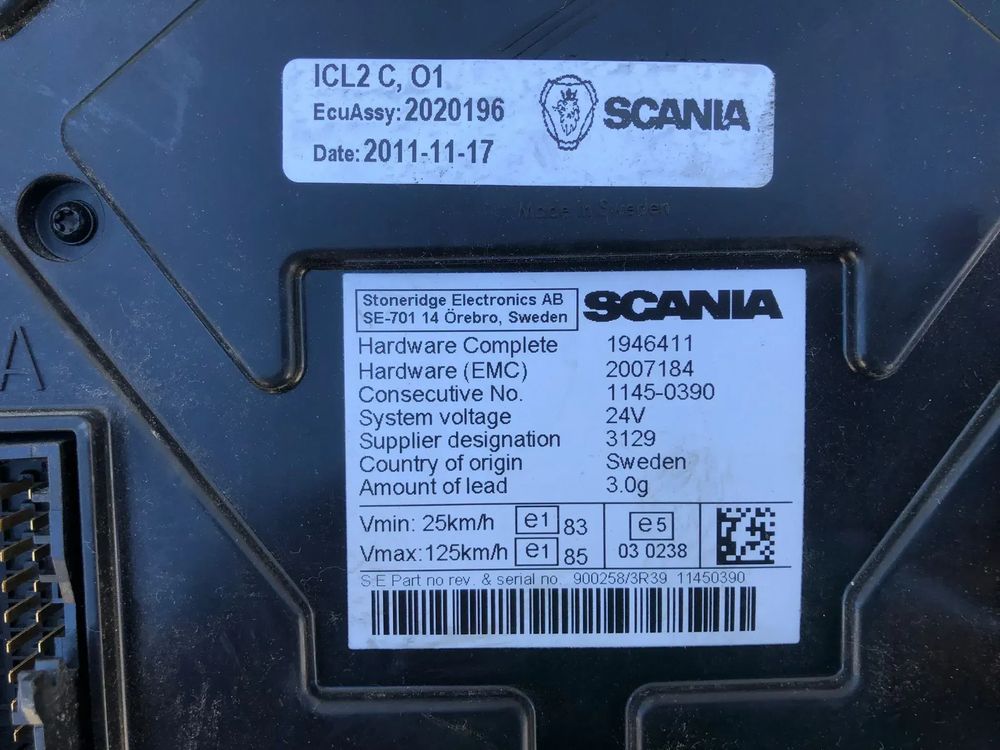 ICL2 C, O1
EcuAssy: 2020196
Date: 2011-11-17
SCANIA
Made in Sweden
Stoneridge Electronics AB
SE-701 14 Örebro, Sweden
SCANIA
Hardware Complete 1946411
Hardware (EMC) 2007184
Consecutive No. 1145-0390
System voltage 24V
Supplier designation 3129
Country of origin Sweden
Amount of lead 3.0g
Vmin: 25km/h e1 83
Vmax: 125km/h e1 85
e5
03 0238
S E Part no rev. & serial no. 900258/3R39 11450390
A